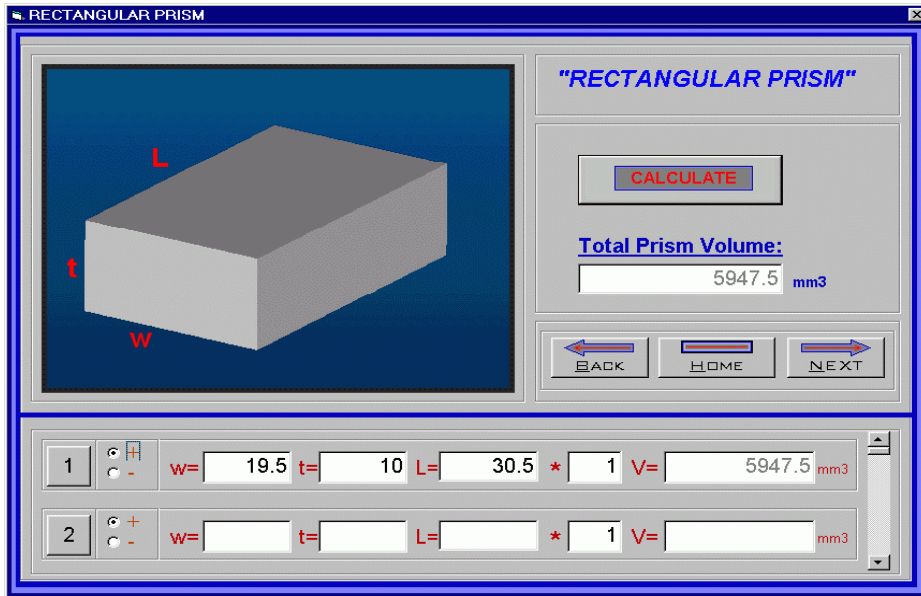 RECTANGULAR PRISM
"RECTANGULAR PRISM"
L
t
w
CALCULATE
Total Prism Volume:
5947.5 mm3
BACK HOME NEXT
1 + - w= 19.5 t= 10 L= 30.5 * 1 V= 5947.5 mm3
2 + - w= t= L= * 1 V= mm3